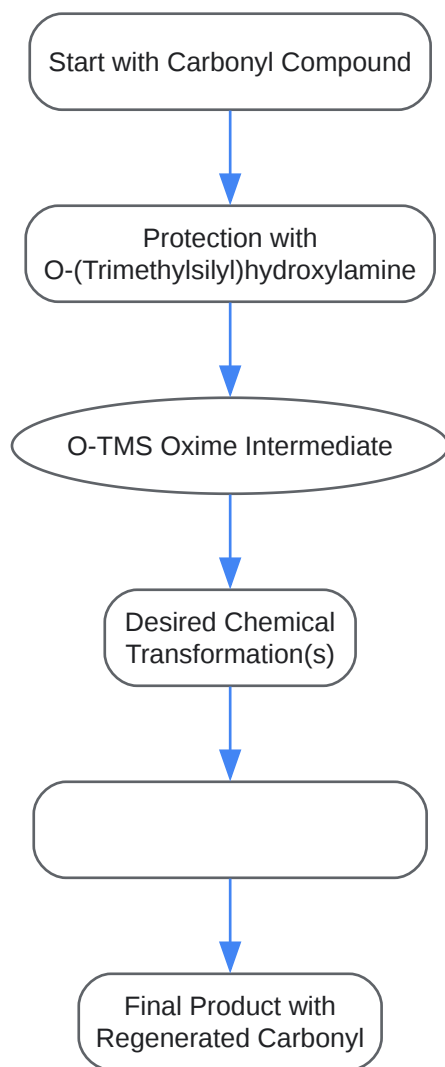 Start with Carbonyl Compound
Protection with
O-(Trimethylsilyl)hydroxylamine
O-TMS Oxime Intermediate
Desired Chemical
Transformation(s)
Final Product with
Regenerated Carbonyl